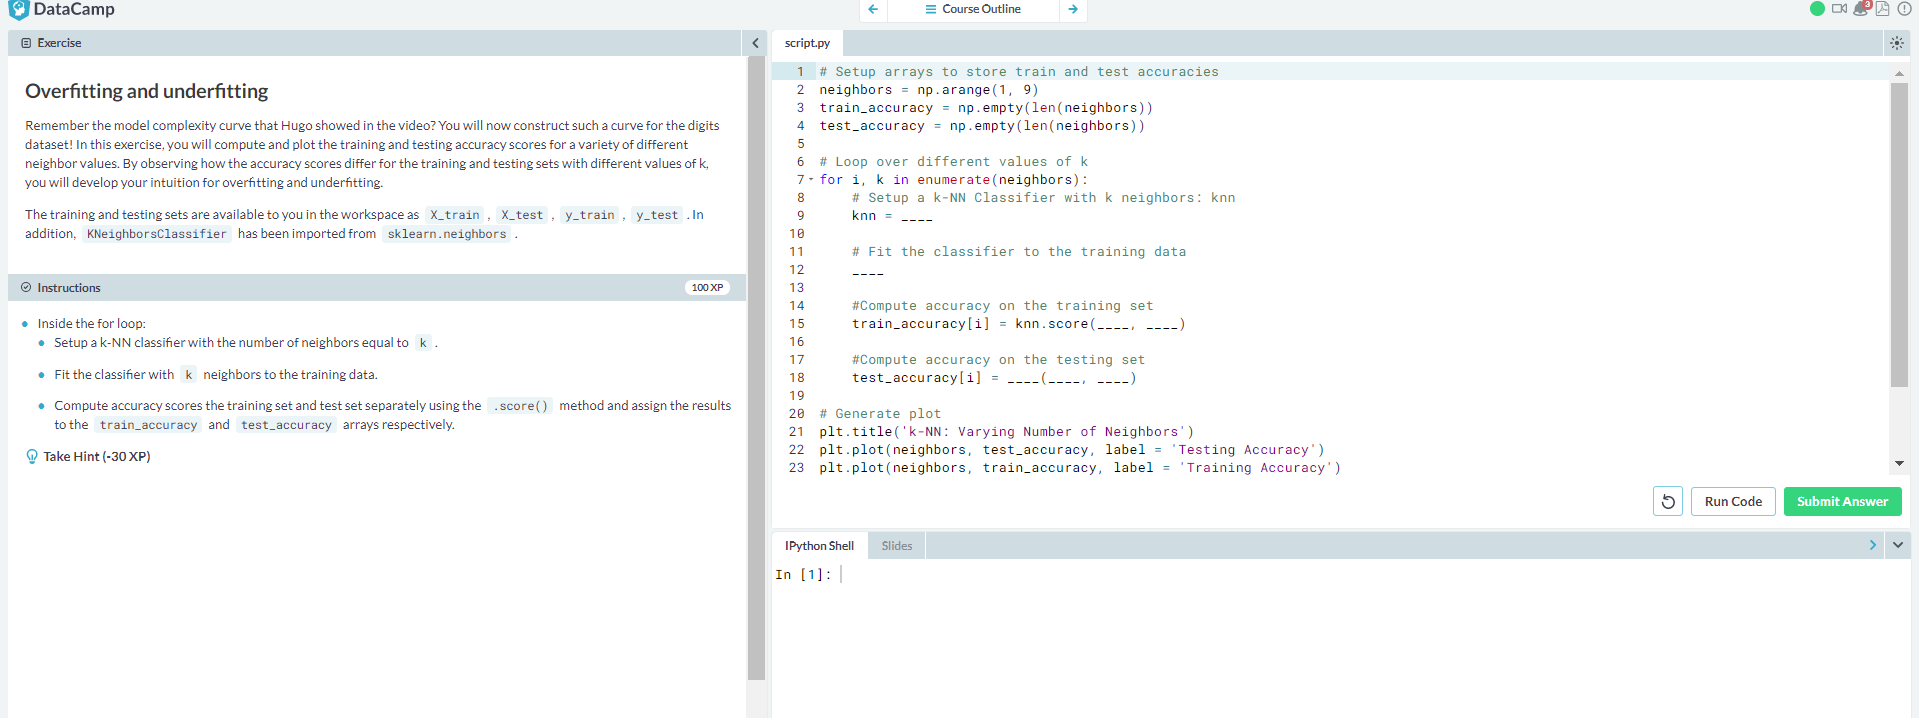 DataCamp
Course Outline
3
Exercise
Overfitting and underfitting
Remember the model complexity curve that Hugo showed in the video? You will now construct such a curve for the digits
dataset! In this exercise, you will compute and plot the training and testing accuracy scores for a variety of different
neighbor values. By observing how the accuracy scores differ for the training and testing sets with different values of k,
you will develop your intuition for overfitting and underfitting.
The training and testing sets are available to you in the workspace as X_train , X_test , y_train , y_test . In
addition, KNeighborsClassifier has been imported from sklearn.neighbors .
Instructions
100 XP
Inside the for loop:
Setup a k-NN classifier with the number of neighbors equal to k .
Fit the classifier with k neighbors to the training data.
Compute accuracy scores the training set and test set separately using the .score() method and assign the results
to the train_accuracy and test_accuracy arrays respectively.
Take Hint (-30 XP)
script.py
1 # Setup arrays to store train and test accuracies
2 neighbors = np.arange(1, 9)
3 train_accuracy = np.empty(len(neighbors))
4 test_accuracy = np.empty(len(neighbors))
5
6 # Loop over different values of k
7 for i, k in enumerate(neighbors):
8     # Setup a k-NN Classifier with k neighbors: knn
9     knn = ____
10
11     # Fit the classifier to the training data
12     ____
13
14     #Compute accuracy on the training set
15     train_accuracy[i] = knn.score(____, ____)
16
17     #Compute accuracy on the testing set
18     test_accuracy[i] = ____(____, ____)
19
20 # Generate plot
21 plt.title('k-NN: Varying Number of Neighbors')
22 plt.plot(neighbors, test_accuracy, label = 'Testing Accuracy')
23 plt.plot(neighbors, train_accuracy, label = 'Training Accuracy')
Run Code
Submit Answer
IPython Shell
Slides
In [1]: